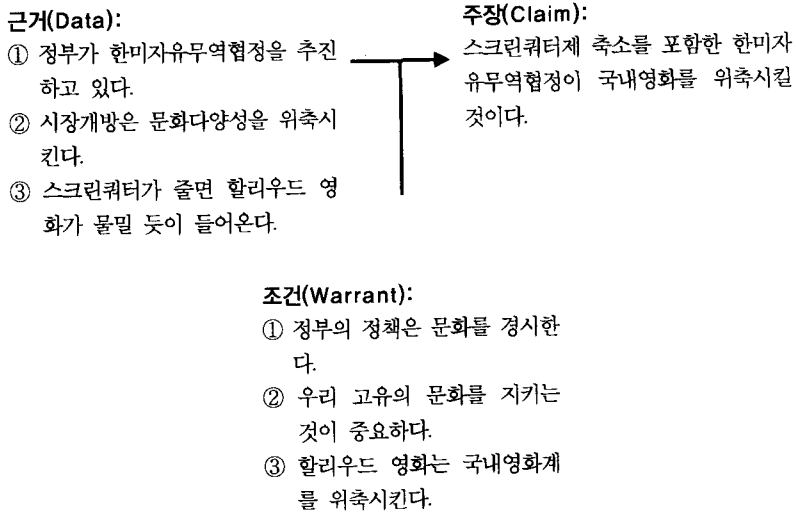 근거(Data):
① 정부가 한미자유무역협정을 추진
하고 있다.
② 시장개방은 문화다양성을 위축시
킨다.
③ 스크린쿼터가 줄면 할리우드 영
화가 물밀 듯이 들어온다.
주장(Claim):
스크린쿼터제 축소를 포함한 한미자
유무역협정이 국내영화를 위축시킬
것이다.
조건(Warrant):
① 정부의 정책은 문화를 경시한
다.
② 우리 고유의 문화를 지키는
것이 중요하다.
③ 할리우드 영화는 국내영화계
를 위축시킨다.